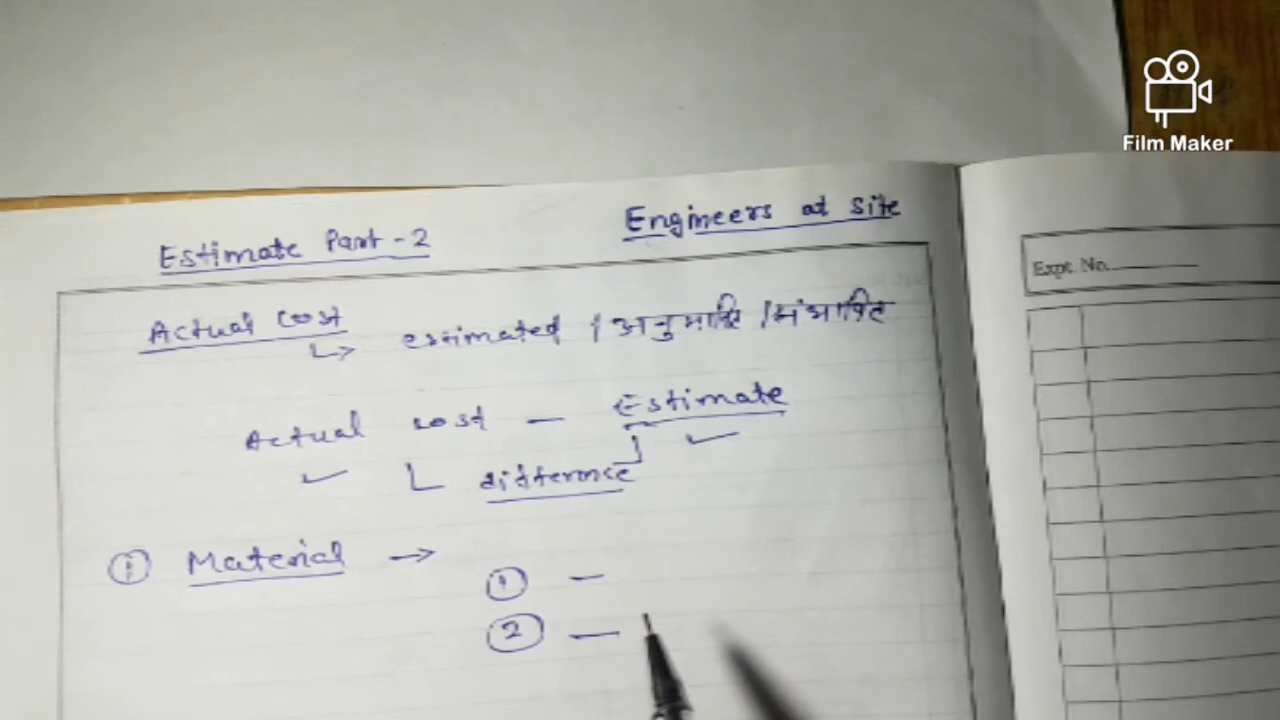 Film Maker
Estimate Part-2
Engineers at Site
Expt. No.
Actual cost
↳ estimated / अनुमानित / संभावित
Actual cost — Estimate
✓ ✓
difference
① Material →
① —
② —